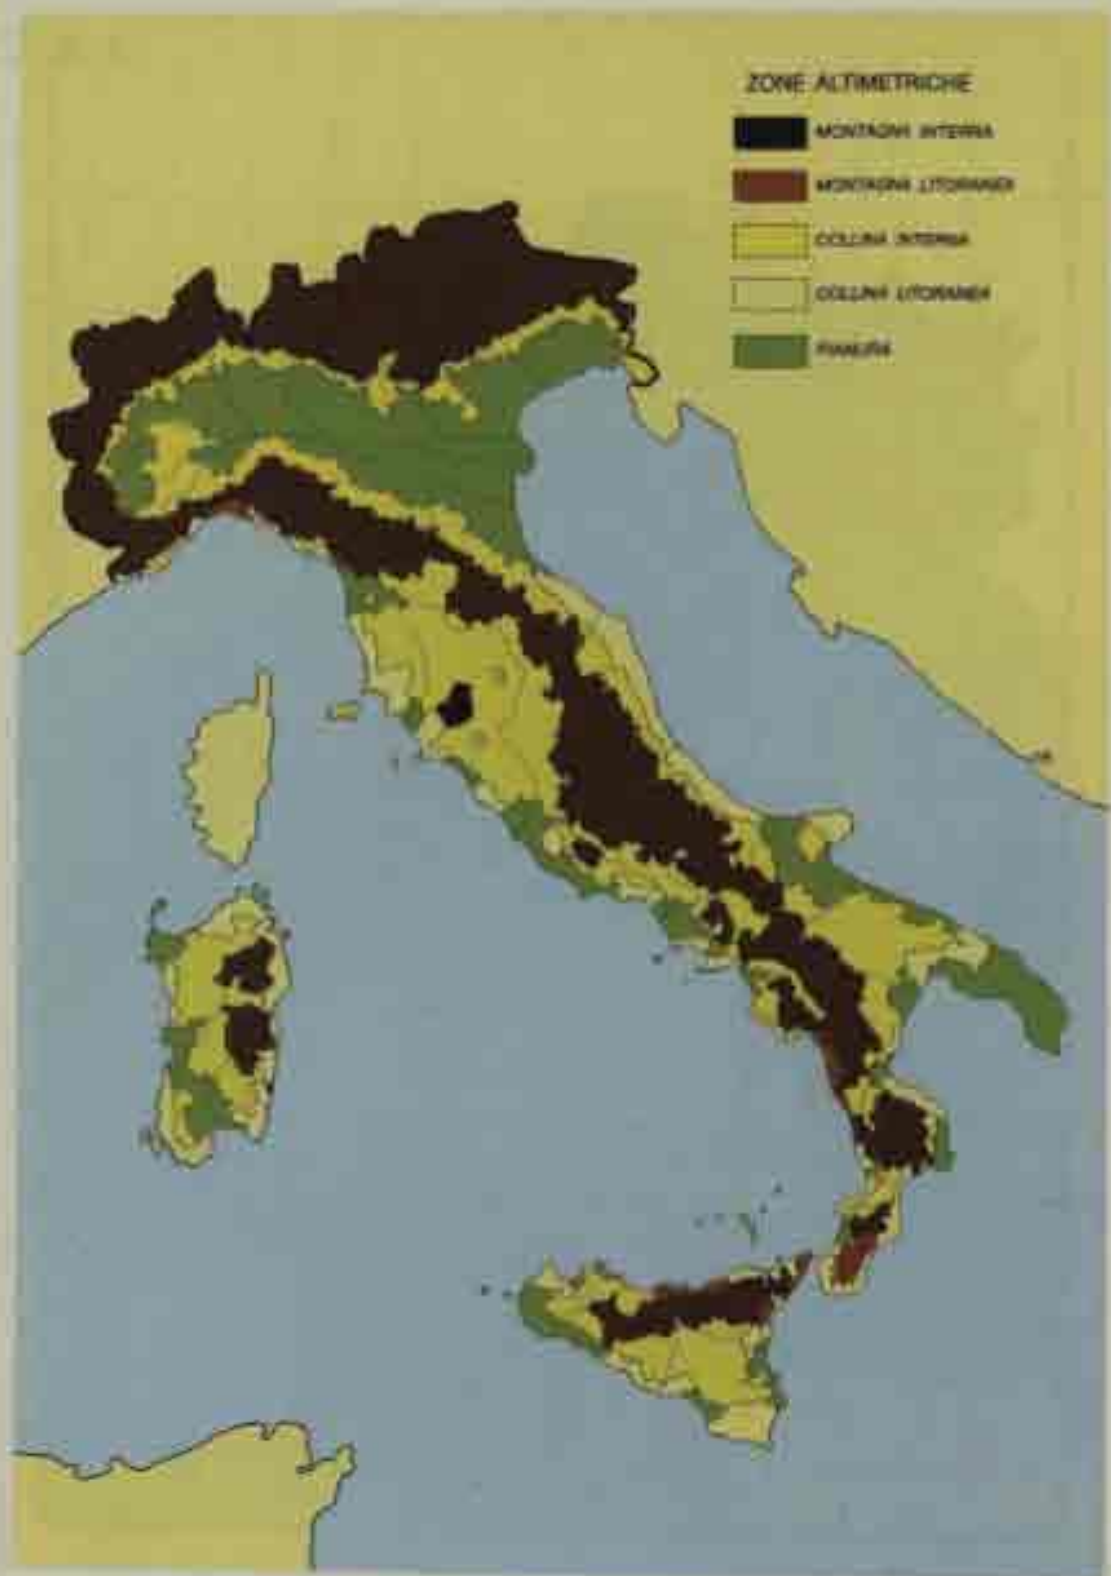 ZONE ALTIMETRICHE
MONTAGNA INTERNA
MONTAGNA LITORANEA
COLLINA INTERNA
COLLINA LITORANEA
PIANURA